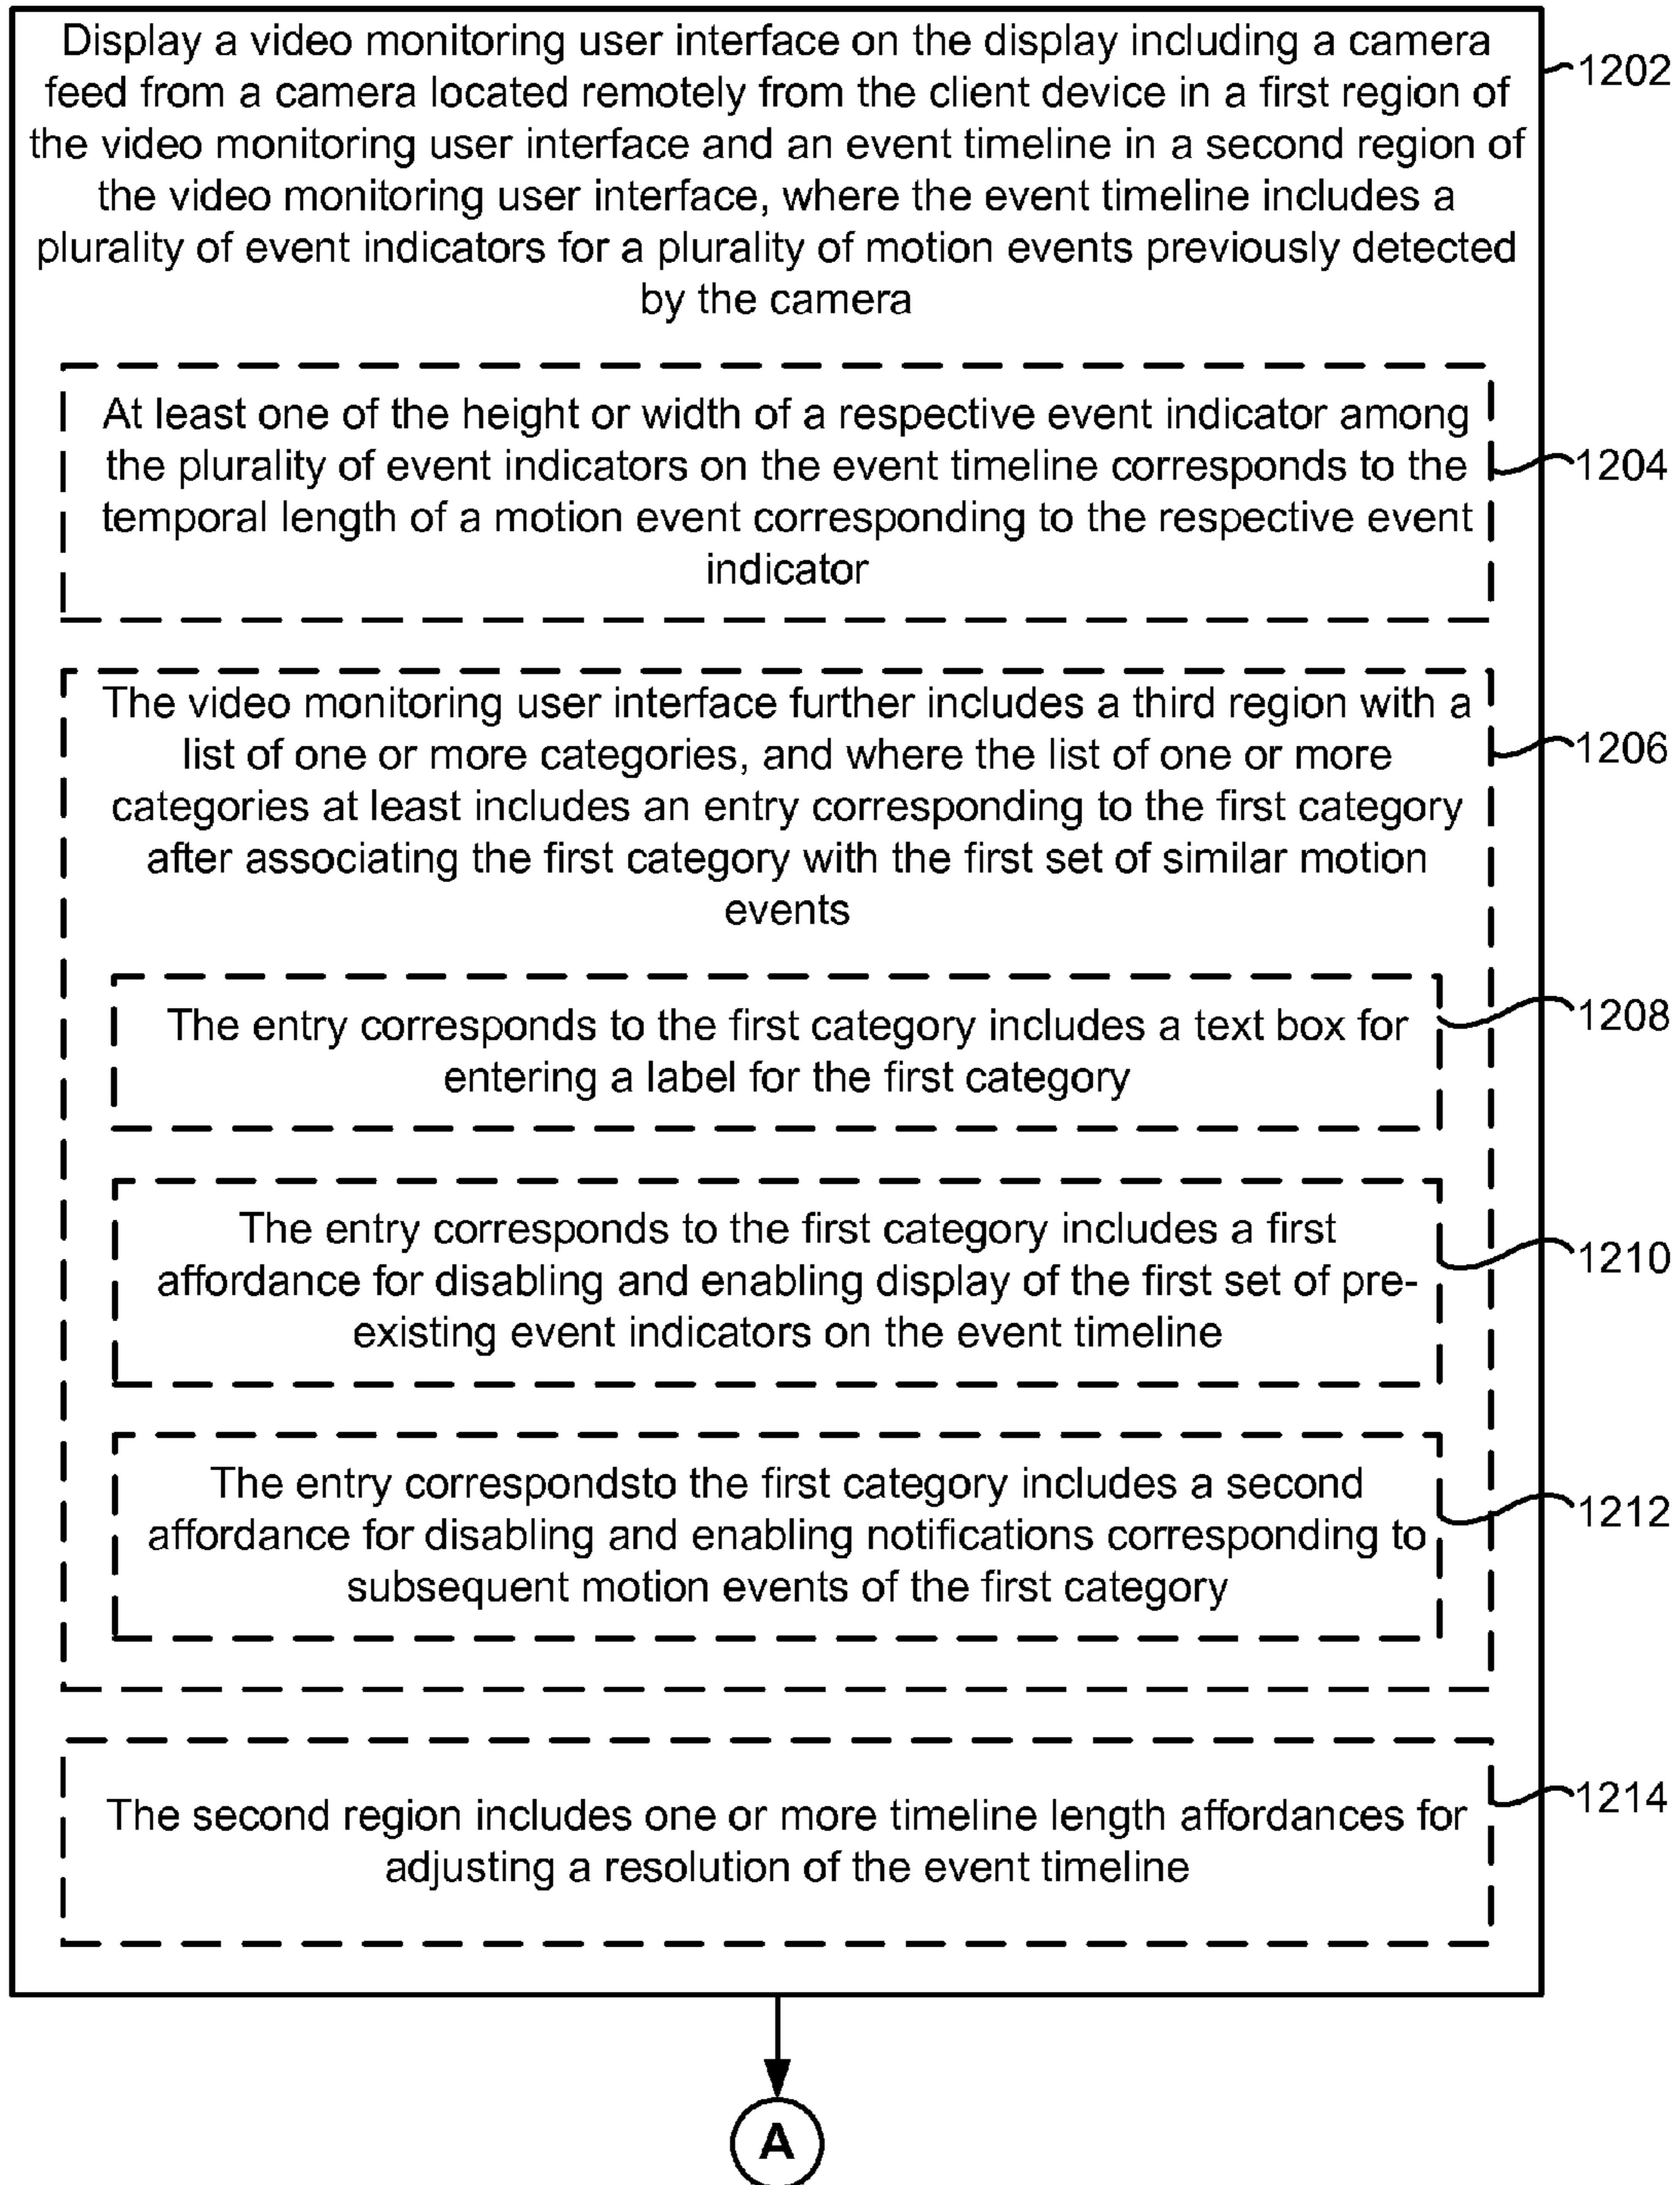 Display a video monitoring user interface on the display including a camera
feed from a camera located remotely from the client device in a first region of
the video monitoring user interface and an event timeline in a second region of
the video monitoring user interface, where the event timeline includes a
plurality of event indicators for a plurality of motion events previously detected
by the camera
1202
At least one of the height or width of a respective event indicator among
the plurality of event indicators on the event timeline corresponds to the
temporal length of a motion event corresponding to the respective event
indicator
1204
The video monitoring user interface further includes a third region with a
list of one or more categories, and where the list of one or more
categories at least includes an entry corresponding to the first category
after associating the first category with the first set of similar motion
events
1206
The entry corresponds to the first category includes a text box for
entering a label for the first category
1208
The entry corresponds to the first category includes a first
affordance for disabling and enabling display of the first set of pre-
existing event indicators on the event timeline
1210
The entry correspondsto the first category includes a second
affordance for disabling and enabling notifications corresponding to
subsequent motion events of the first category
1212
The second region includes one or more timeline length affordances for
adjusting a resolution of the event timeline
1214
A